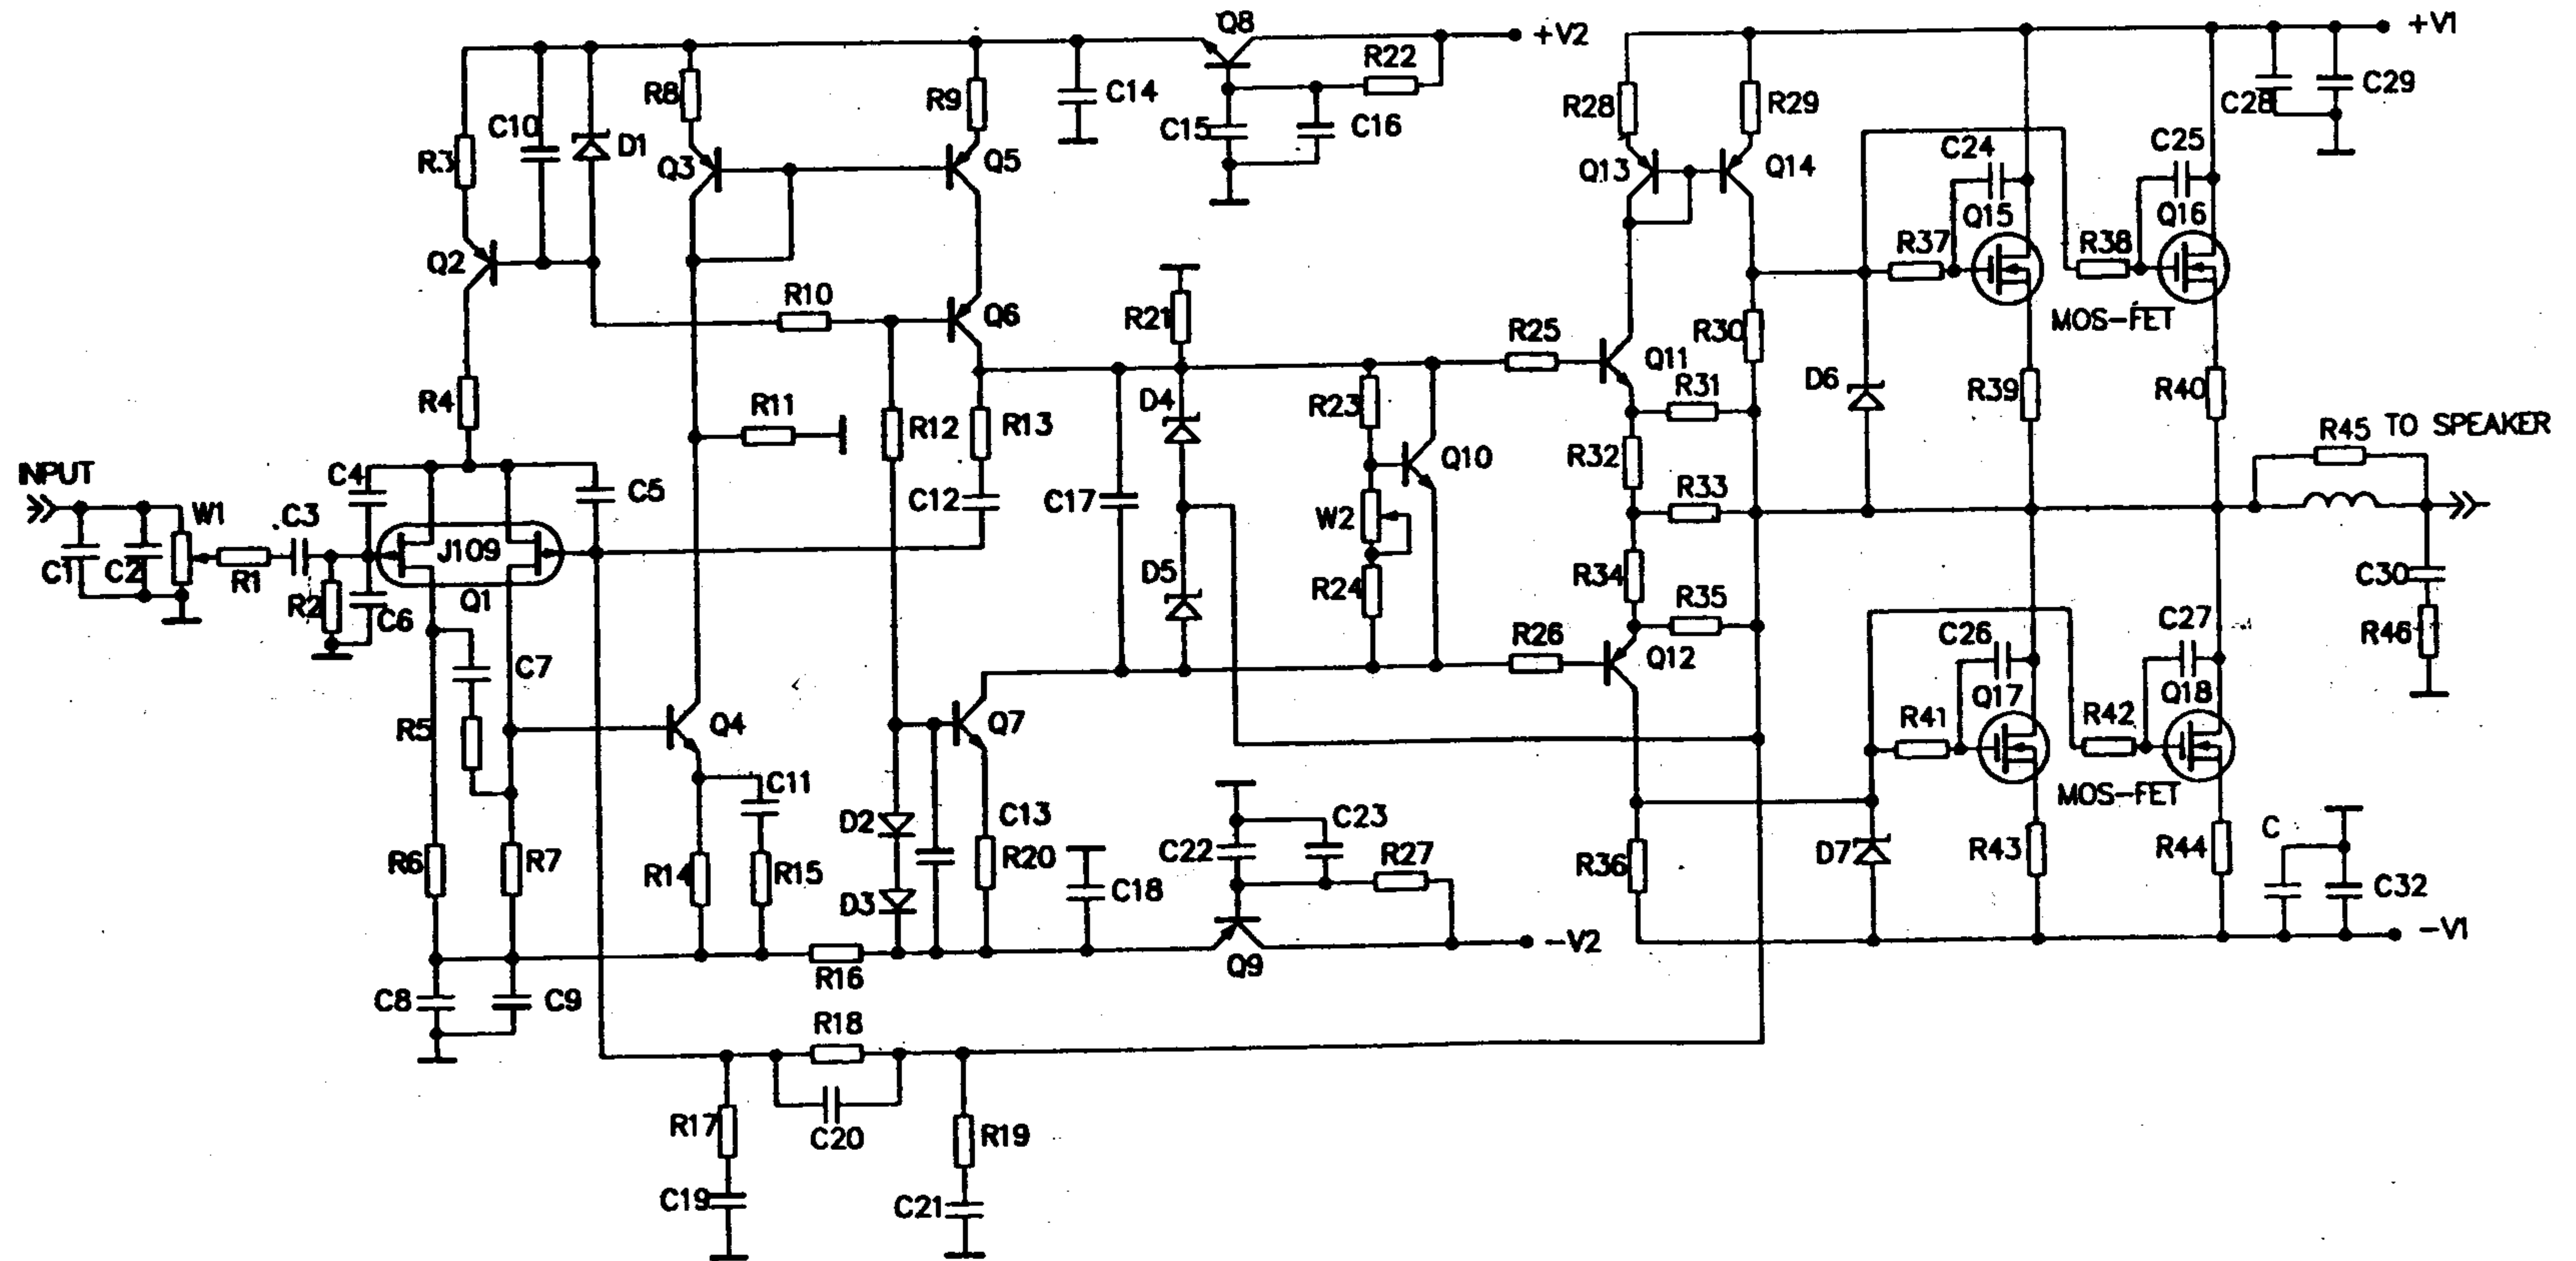 Q8
+V2
+V1
R22
R8
R9
C14
C15
C16
R28
R29
C28
C29
C10
D1
R3
Q3
Q5
Q13
Q14
C24
C25
Q15
Q16
Q2
R37
R38
R10
Q6
R21
R25
Q11
R30
MOS-FET
R4
R11
R12
R13
D4
R23
R31
D6
R39
R40
R45
TO SPEAKER
INPUT
C4
C5
C12
C17
Q10
R32
R33
W1
C3
J109
W2
C1
C2
R1
R2
C6
Q1
D5
R24
R34
R35
C30
R46
C7
R26
Q12
C26
C27
Q17
Q18
R5
Q4
Q7
R41
R42
MOS-FET
C11
D2
C13
C22
C23
R27
C
R6
R7
R14
R15
D3
R20
C18
R36
D7
R43
R44
C32
R16
Q9
-V2
-V1
C8
C9
R18
R17
C20
R19
C19
C21